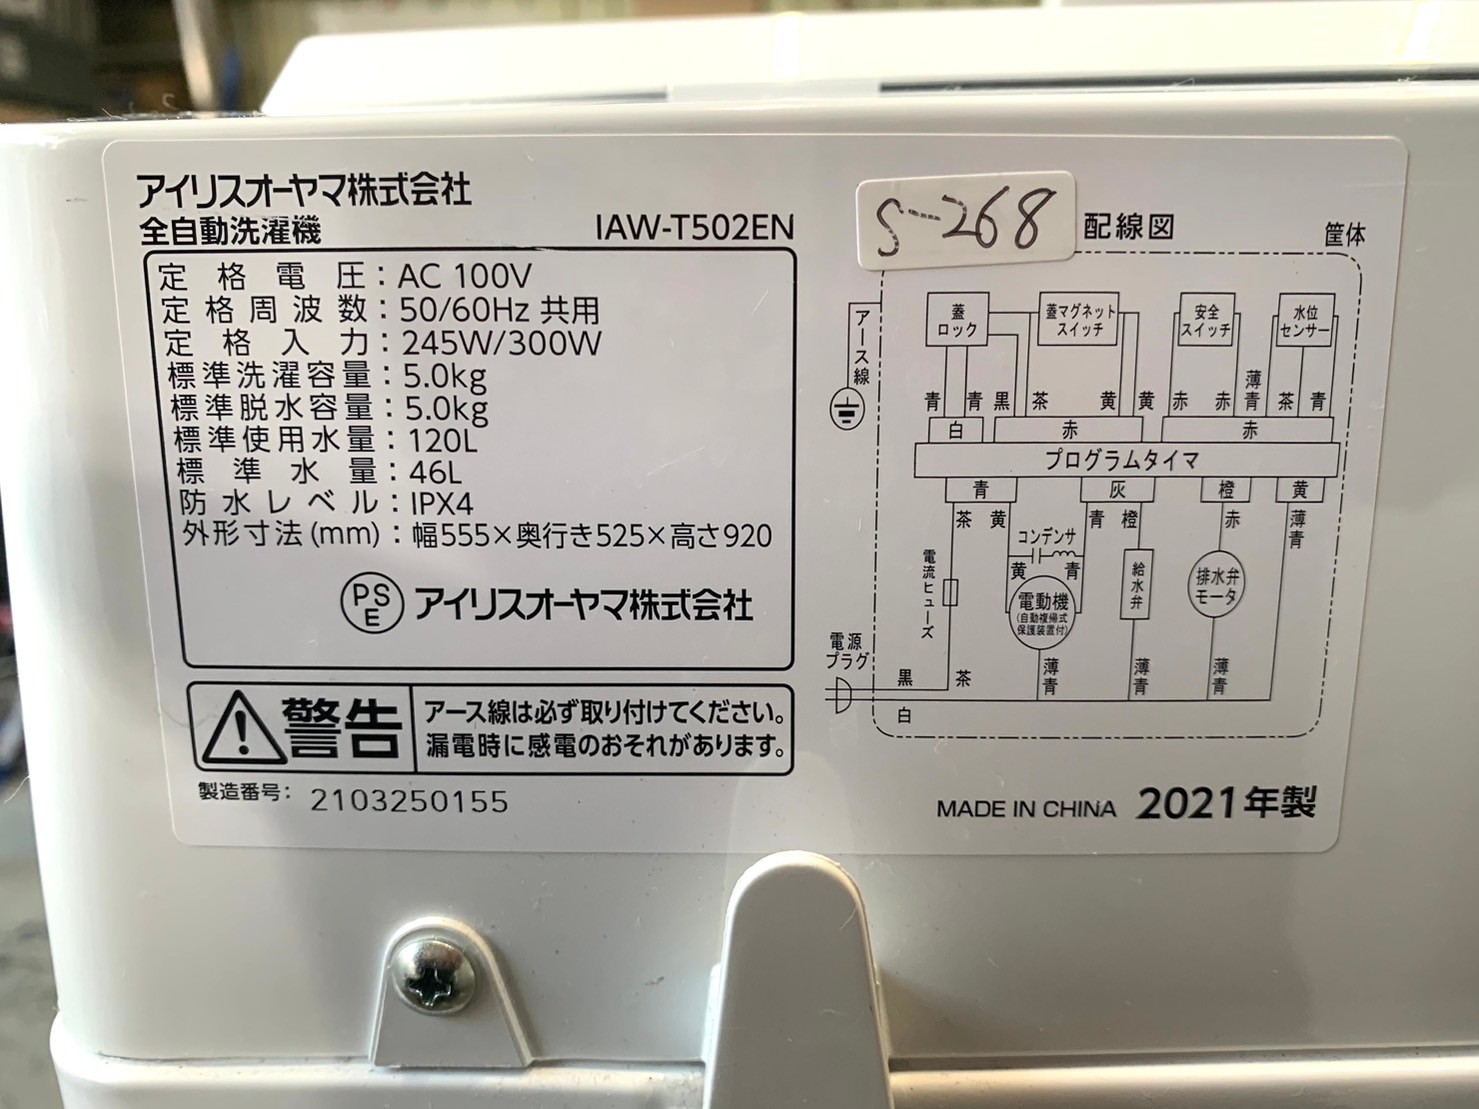 アイリスオーヤマ株式会社
全自動洗濯機 IAW-T502EN
定格電圧：AC 100V
定格周波数：50/60Hz 共用
定格入力：245W/300W
標準洗濯容量：5.0kg
標準脱水容量：5.0kg
標準使用水量：120L
標準水量：46L
防水レベル：IPX4
外形寸法(mm)：幅555×奥行き525×高さ920
PSE アイリスオーヤマ株式会社
警告
アース線は必ず取り付けてください。
漏電時に感電のおそれがあります。
製造番号： 2103250155
S-268
配線図
筐体
アース線
蓋
ロック
蓋マグネット
スイッチ
安全
スイッチ
水位
センサー
青 青 黒 茶 黄 黄 赤 赤 薄青 茶 青
白 赤 赤
プログラムタイマ
青 灰 橙 黄
茶 黄 青 橙 赤 薄青
コンデンサ
黄 青
電流ヒューズ
電動機
(自動複帰式
保護装置付)
給水弁
排水弁
モータ
電源
プラグ
黒 茶 薄青 薄青 薄青
白
MADE IN CHINA 2021年製